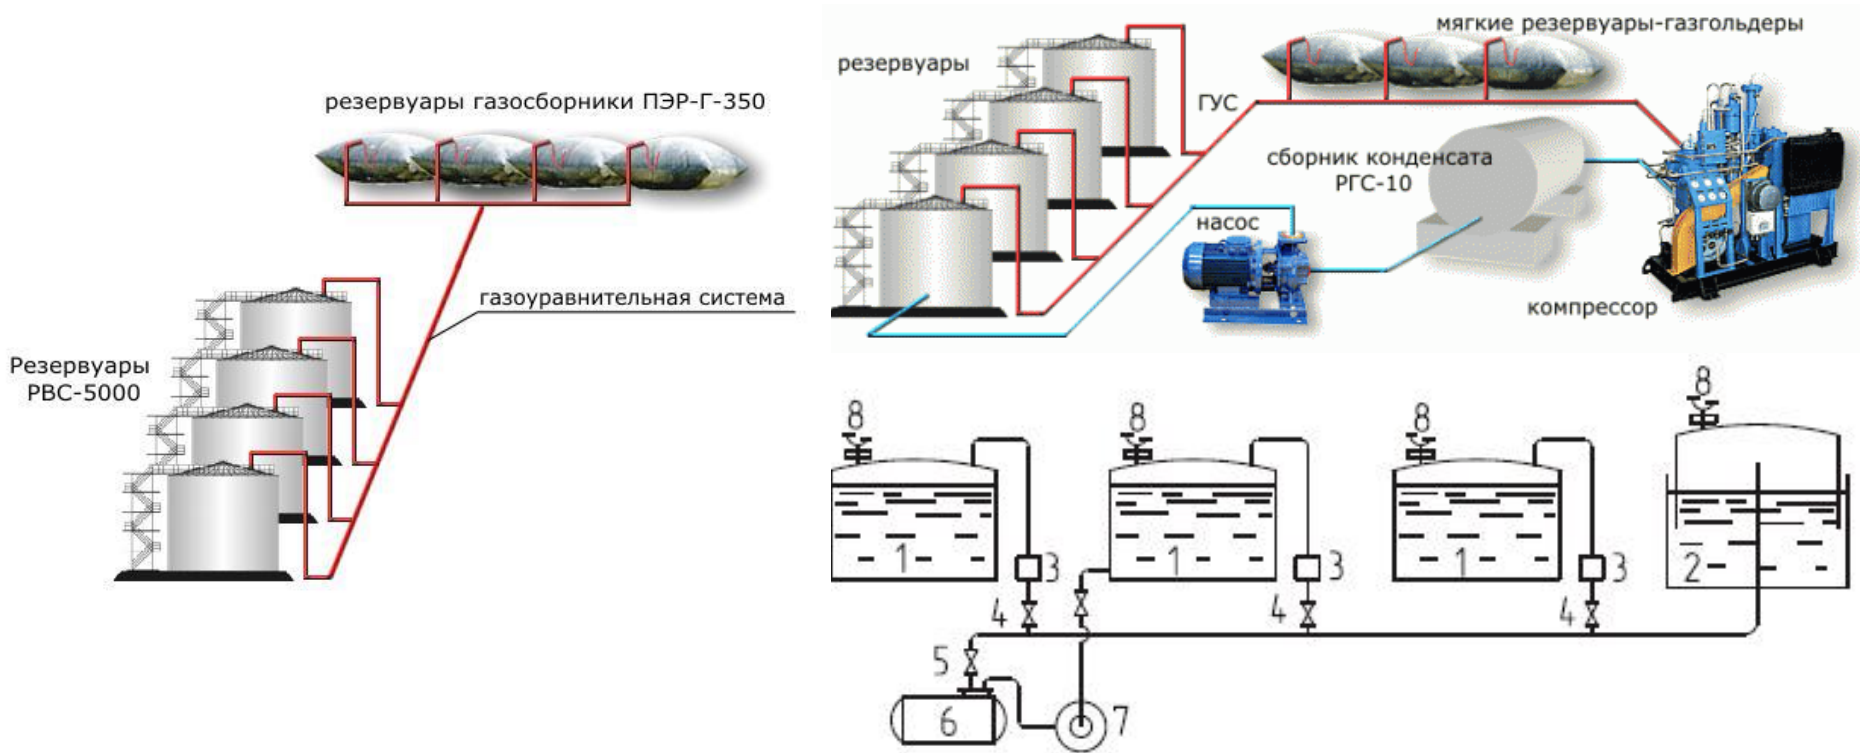 резервуары газосборники ПЭР-Г-350
газоуравнительная система
Резервуары
РВС-5000
мягкие резервуары-газгольдеры
резервуары
ГУС
сборник конденсата
РГС-10
насос
компрессор
8
8
8
8
1
3
1
3
1
3
2
4
4
4
5
6
7